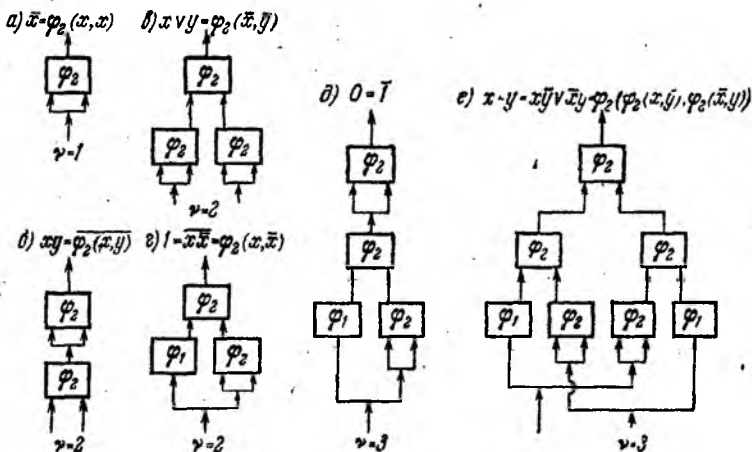 а) x̄=φ₂(x,x)
в) x∨y=φ₂(x̄,ȳ)
φ₂
φ₂
φ₂ φ₂
ν=1
ν=2
д) 0=1̄
е) x~y=xȳ∨x̄y=φ₂(φ₂(x,ȳ),φ₂(x̄,y))
φ₂
φ₂
φ₂
φ₂ φ₂
φ₁ φ₂
φ₁ φ₂ φ₂ φ₁
ν=3
ν=3
б) xy=φ₂(x,y)
г) 1=xx̄=φ₂(x,x̄)
φ₂
φ₂
φ₂
φ₁ φ₂
ν=2
ν=2